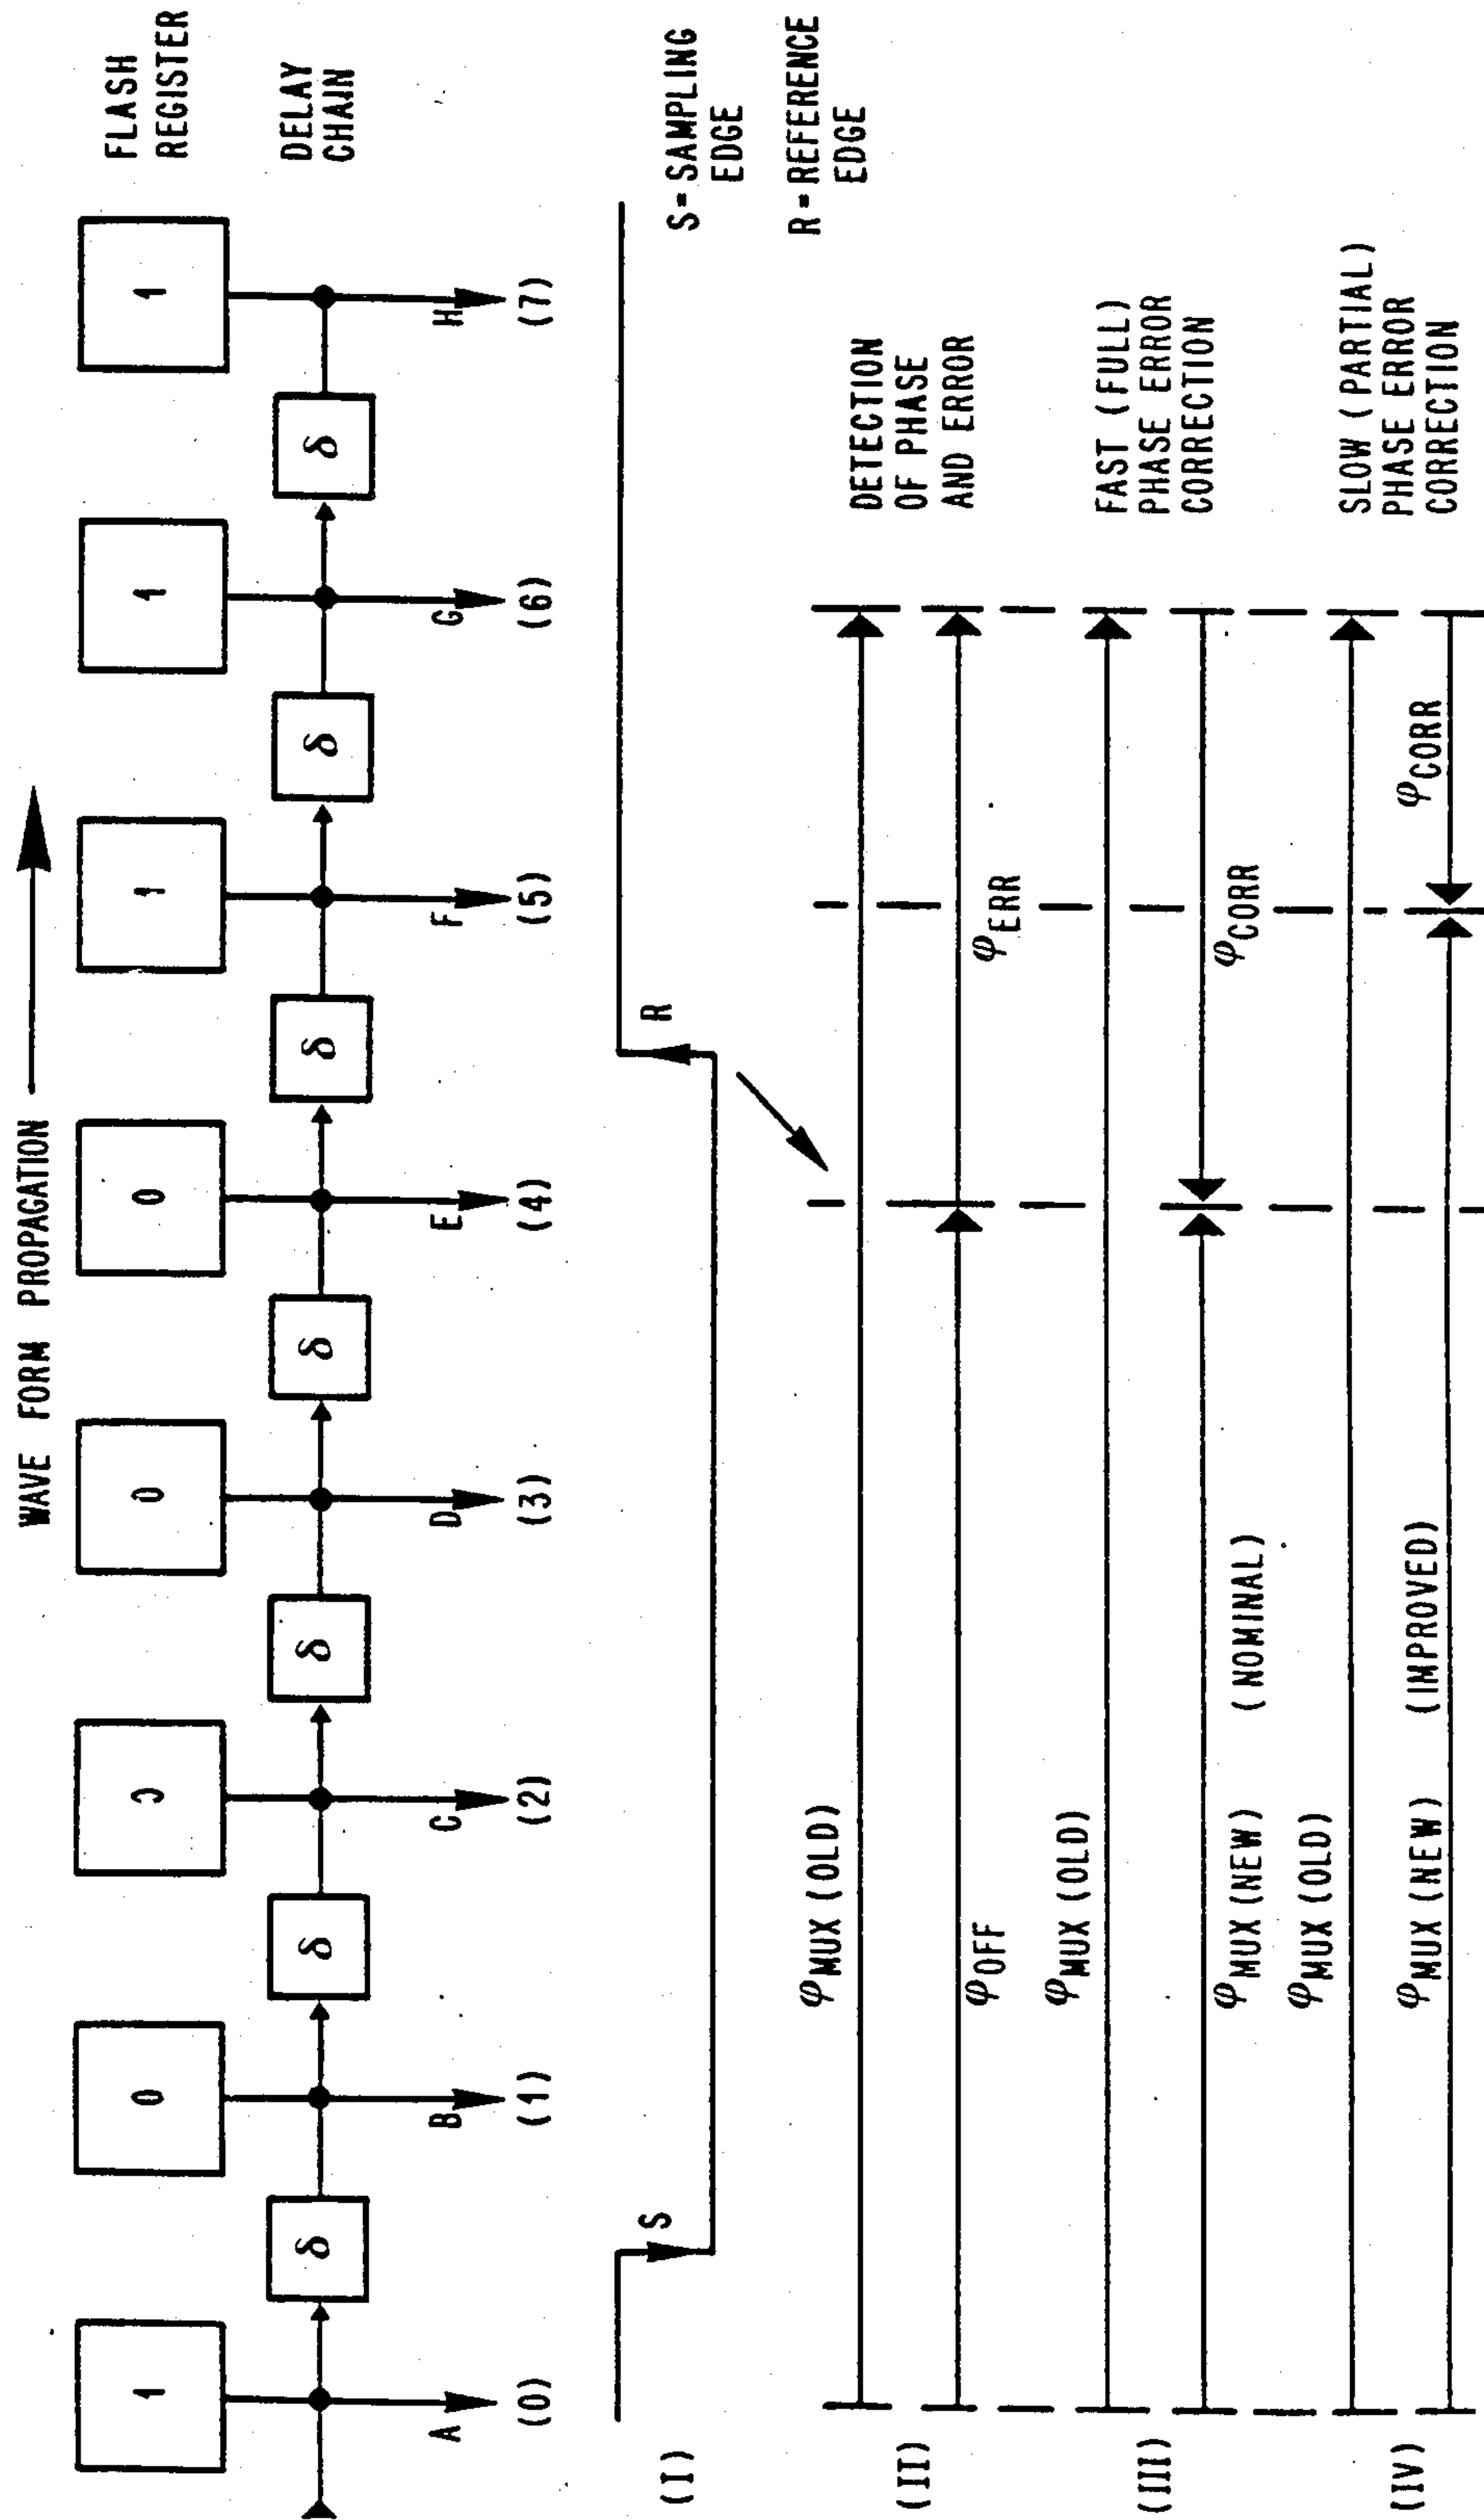 WAVE FORM PROPAGATION
1 0 0 0 0 1 1 1
FLASH
REGISTER
δ δ δ δ δ δ δ
DELAY
CHAIN
A B C D E F G H
(0) (1) (2) (3) (4) (5) (6) (7)
(I)
S
R
S=SAMPLING
EDGE
R=REFERENCE
EDGE
(II)
φMUX (OLD)
φOFF
φERR
DETECTION
OF PHASE
AND ERROR
(III)
φMUX (OLD)
φMUX (NEW) (NOMINAL)
φCORR
FAST (FULL)
PHASE ERROR
CORRECTION
(IV)
φMUX (OLD)
φMUX (NEW) (IMPROVED)
φCORR
SLOW (PARTIAL)
PHASE ERROR
CORRECTION